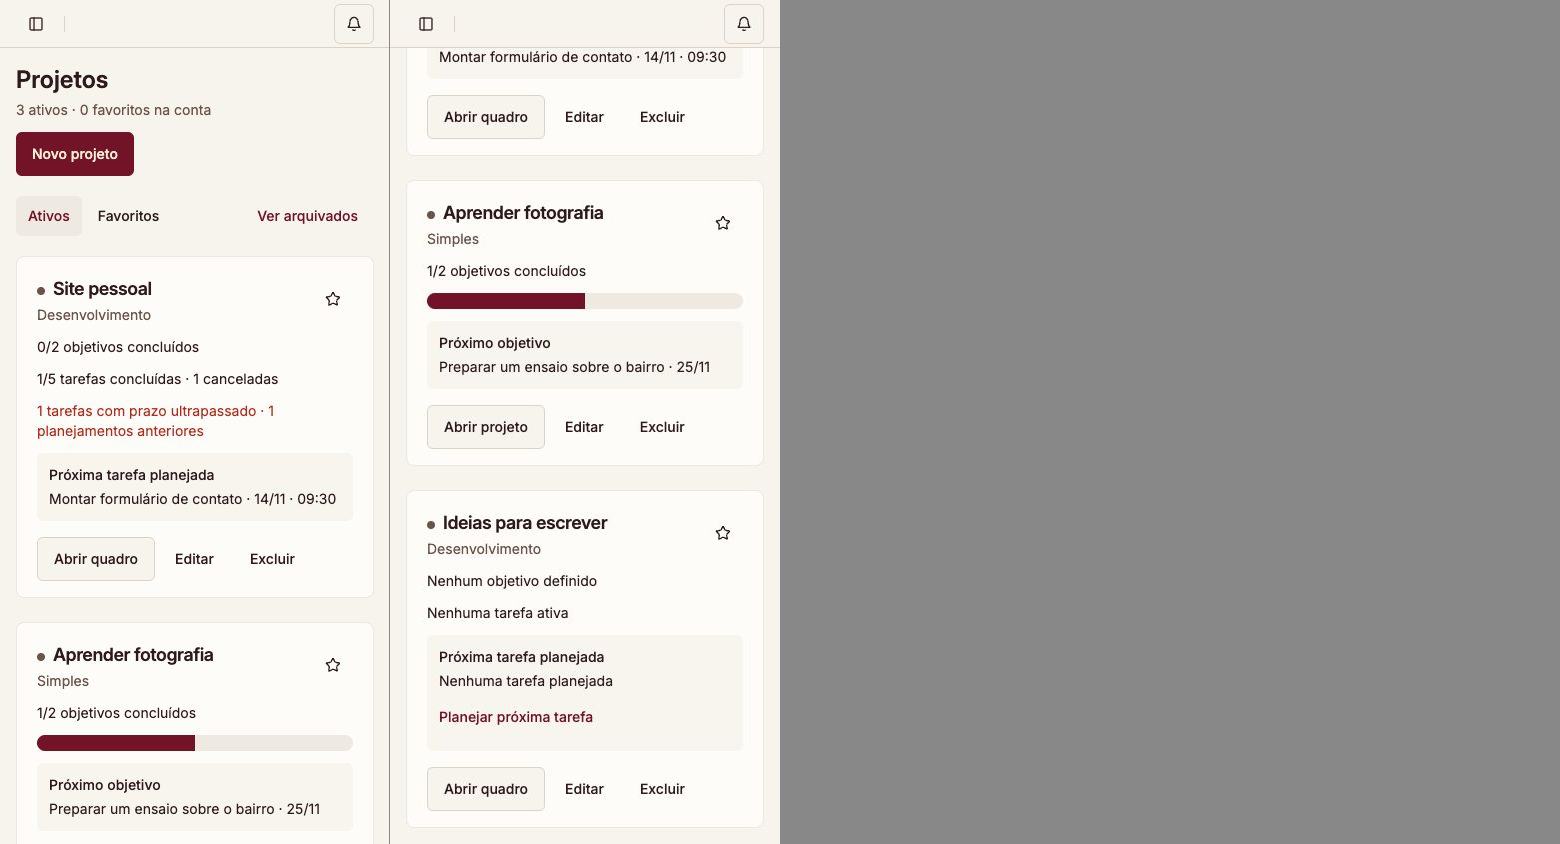 Projetos
3 ativos · 0 favoritos na conta
Novo projeto
Ativos
Favoritos
Ver arquivados
Site pessoal
Desenvolvimento
0/2 objetivos concluídos
1/5 tarefas concluídas · 1 canceladas
1 tarefas com prazo ultrapassado · 1
planejamentos anteriores
Próxima tarefa planejada
Montar formulário de contato · 14/11 · 09:30
Abrir quadro
Editar
Excluir
Aprender fotografia
Simples
1/2 objetivos concluídos
Próximo objetivo
Preparar um ensaio sobre o bairro · 25/11
Montar formulário de contato · 14/11 · 09:30
Abrir quadro
Editar
Excluir
Aprender fotografia
Simples
1/2 objetivos concluídos
Próximo objetivo
Preparar um ensaio sobre o bairro · 25/11
Abrir projeto
Editar
Excluir
Ideias para escrever
Desenvolvimento
Nenhum objetivo definido
Nenhuma tarefa ativa
Próxima tarefa planejada
Nenhuma tarefa planejada
Planejar próxima tarefa
Abrir quadro
Editar
Excluir